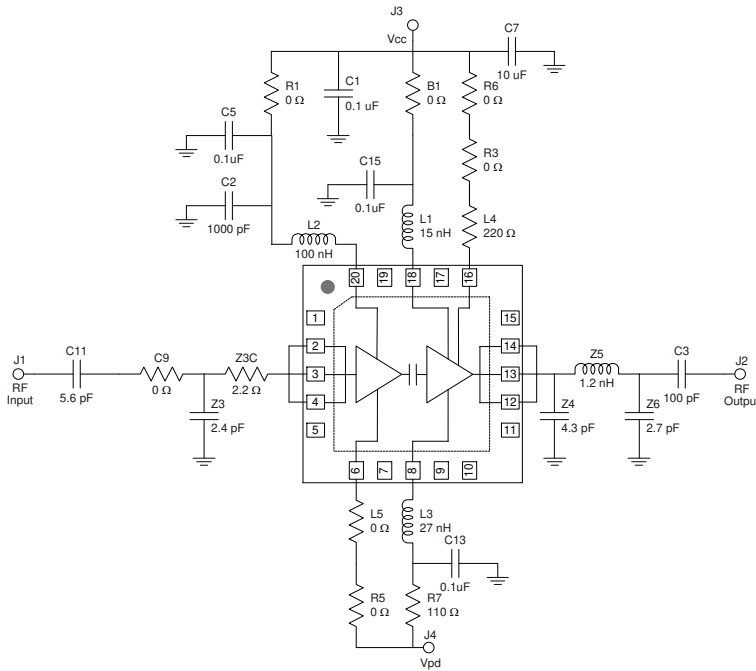 J3
Vcc
C7
10 uF
R1
0 Ω
C1
0.1 uF
B1
0 Ω
R6
0 Ω
C5
0.1uF
R3
0 Ω
C15
0.1uF
C2
1000 pF
L2
100 nH
L1
15 nH
L4
220 Ω
20
19
18
17
16
1
15
2
14
J1
RF
Input
C11
5.6 pF
C9
0 Ω
Z3C
2.2 Ω
3
13
Z5
1.2 nH
C3
100 pF
J2
RF
Output
Z3
2.4 pF
4
12
Z4
4.3 pF
Z6
2.7 pF
5
11
6
7
8
9
10
L5
0 Ω
L3
27 nH
C13
0.1uF
R5
0 Ω
R7
110 Ω
J4
Vpd